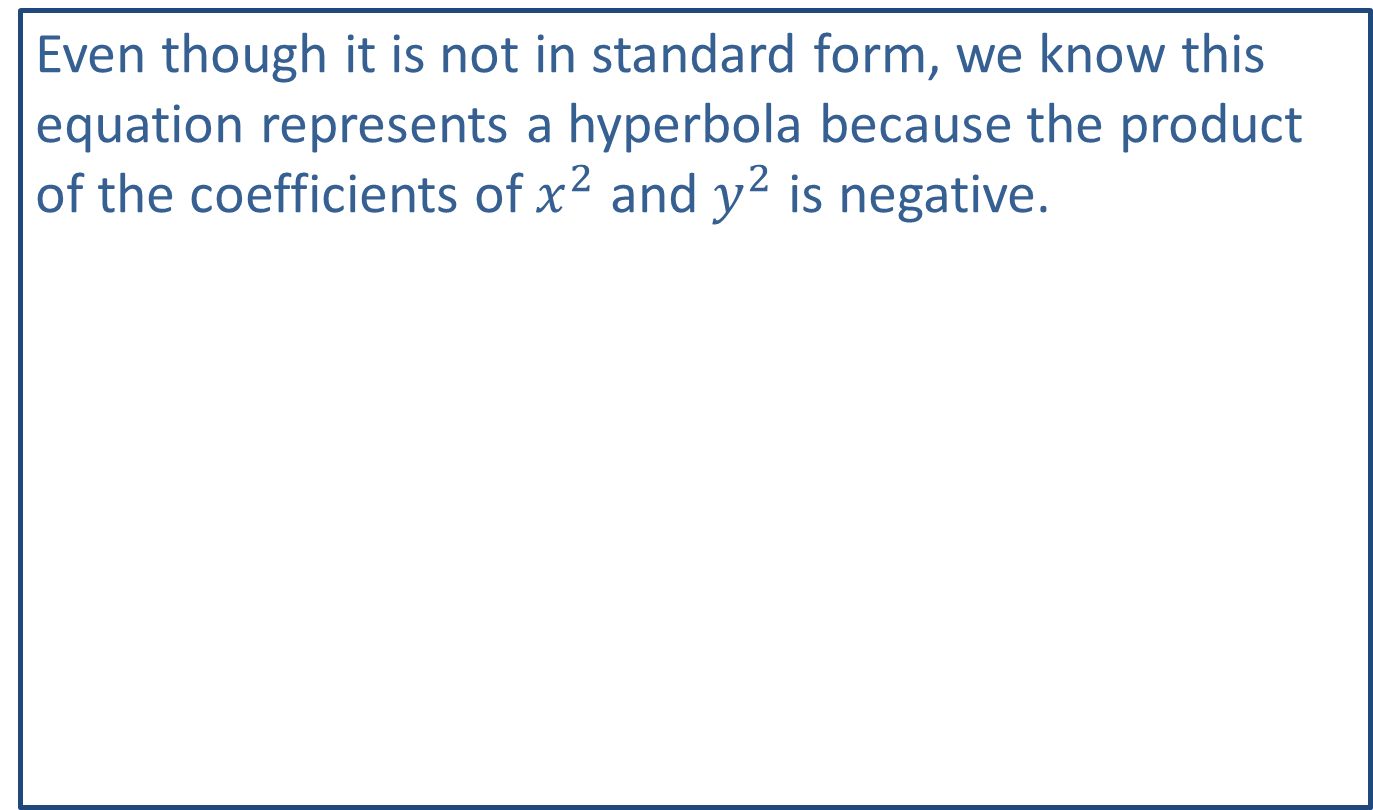 Even though it is not in standard form, we know this
equation represents a hyperbola because the product
of the coefficients of x² and y² is negative.